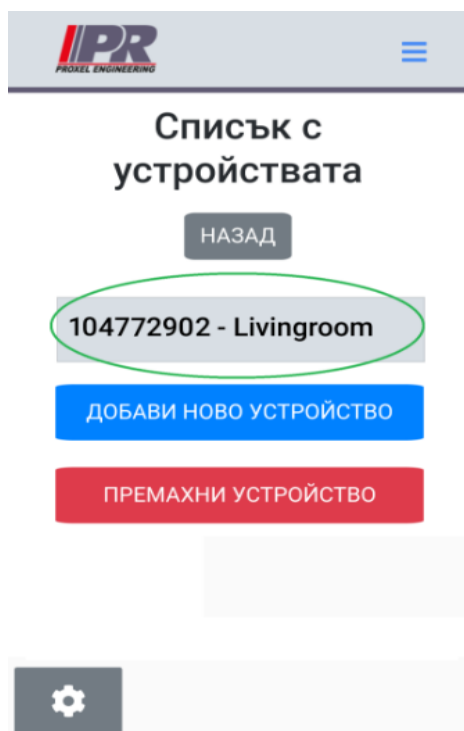 PR
PROXEL ENGINEERING
Списък с
устройствата
НАЗАД
104772902 - Livingroom
ДОБАВИ НОВО УСТРОЙСТВО
ПРЕМАХНИ УСТРОЙСТВО